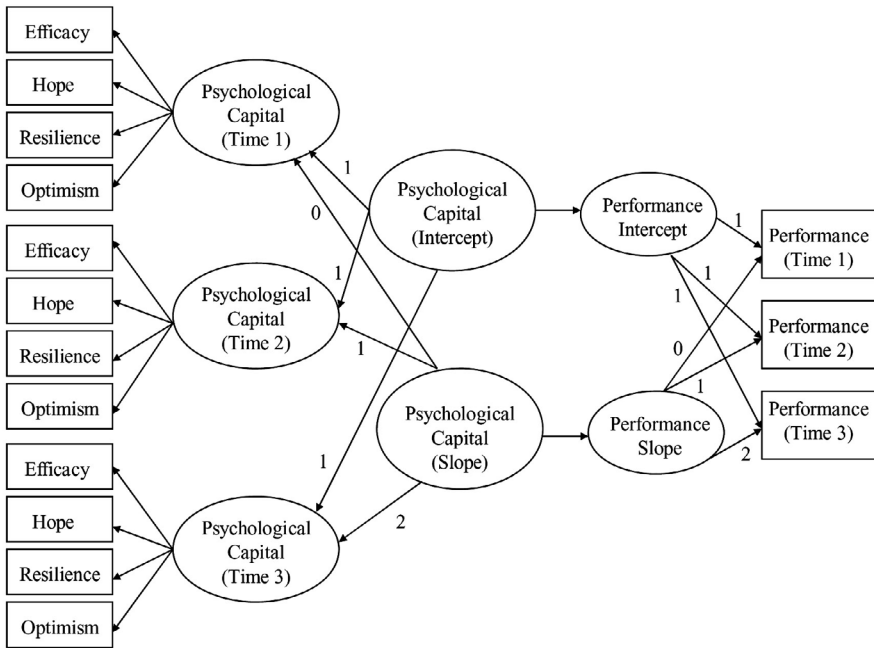 Efficacy
Hope
Resilience
Optimism
Psychological
Capital
(Time 1)
Efficacy
Hope
Resilience
Optimism
Psychological
Capital
(Time 2)
Efficacy
Hope
Resilience
Optimism
Psychological
Capital
(Time 3)
1
0
1
1
1
2
Psychological
Capital
(Intercept)
Psychological
Capital
(Slope)
Performance
Intercept
Performance
Slope
1
1
1
0
1
2
Performance
(Time 1)
Performance
(Time 2)
Performance
(Time 3)